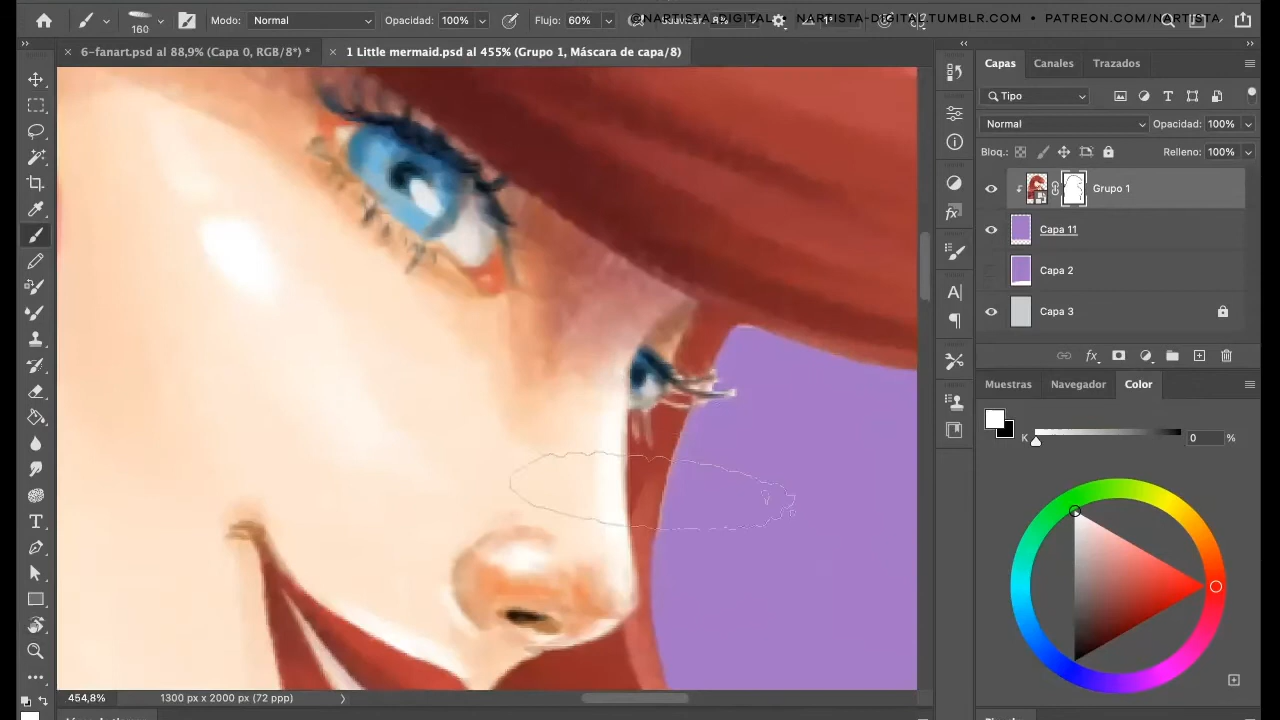 @NARTISTA_DIGITAL • NARTISTA-DIGITAL.TUMBLR.COM • PATREON.COM/NARTISTA
160
Modo: Normal
Opacidad: 100%
Flujo: 60%
6-fanart.psd al 88,9% (Capa 0, RGB/8*) *
1 Little mermaid.psd al 455% (Grupo 1, Máscara de capa/8)
Capas Canales Trazados
Tipo
Normal Opacidad: 100%
Bloq.: Relleno: 100%
Grupo 1
Capa 11
Capa 2
Capa 3
Muestras Navegador Color
K 0 %
454,8% 1300 px x 2000 px (72 ppp)